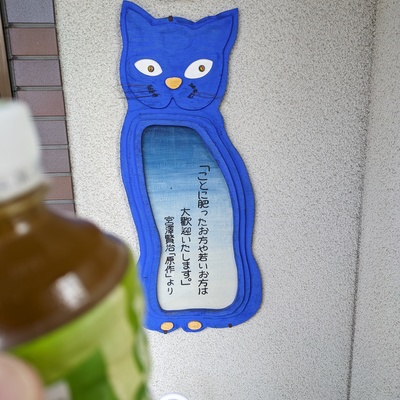 「ことに肥ったお方や若いお方は
大歓迎いたします。」
宮澤賢治「原作」より